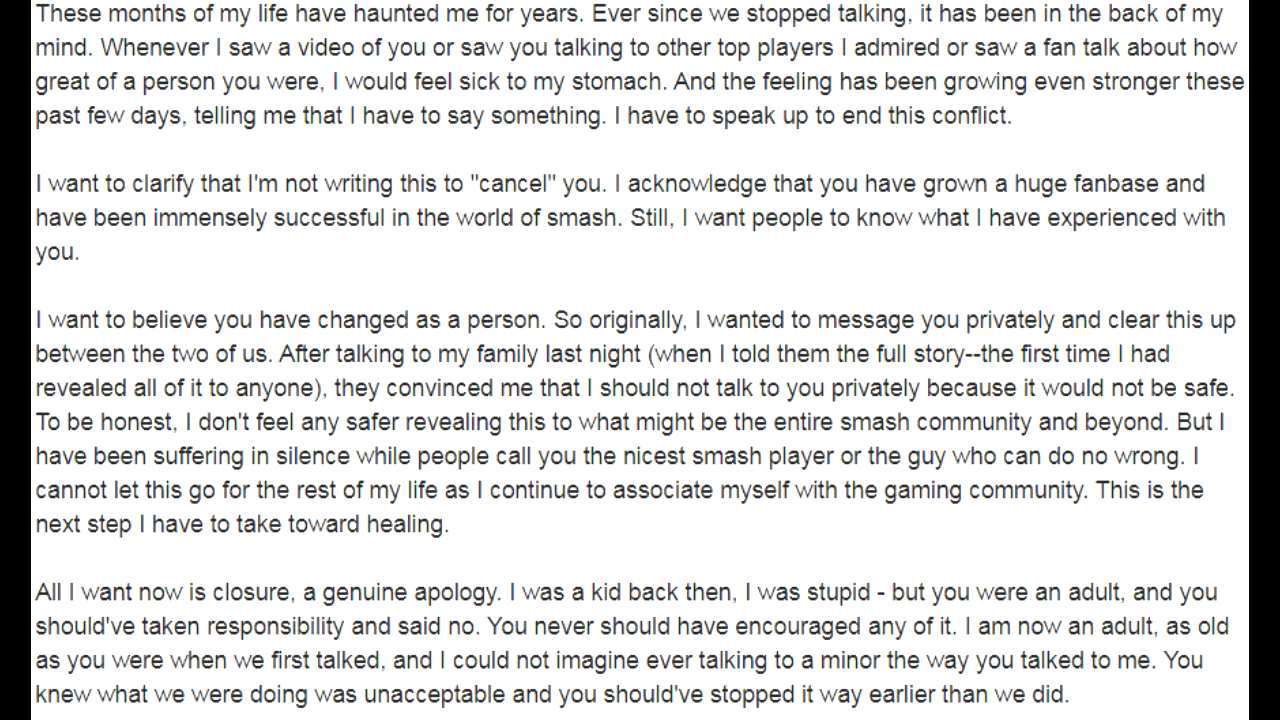 These months of my life have haunted me for years. Ever since we stopped talking, it has been in the back of my
mind. Whenever I saw a video of you or saw you talking to other top players I admired or saw a fan talk about how
great of a person you were, I would feel sick to my stomach. And the feeling has been growing even stronger these
past few days, telling me that I have to say something. I have to speak up to end this conflict.
I want to clarify that I'm not writing this to "cancel" you. I acknowledge that you have grown a huge fanbase and
have been immensely successful in the world of smash. Still, I want people to know what I have experienced with
you.
I want to believe you have changed as a person. So originally, I wanted to message you privately and clear this up
between the two of us. After talking to my family last night (when I told them the full story--the first time I had
revealed all of it to anyone), they convinced me that I should not talk to you privately because it would not be safe.
To be honest, I don't feel any safer revealing this to what might be the entire smash community and beyond. But I
have been suffering in silence while people call you the nicest smash player or the guy who can do no wrong. I
cannot let this go for the rest of my life as I continue to associate myself with the gaming community. This is the
next step I have to take toward healing.
All I want now is closure, a genuine apology. I was a kid back then, I was stupid - but you were an adult, and you
should've taken responsibility and said no. You never should have encouraged any of it. I am now an adult, as old
as you were when we first talked, and I could not imagine ever talking to a minor the way you talked to me. You
knew what we were doing was unacceptable and you should've stopped it way earlier than we did.